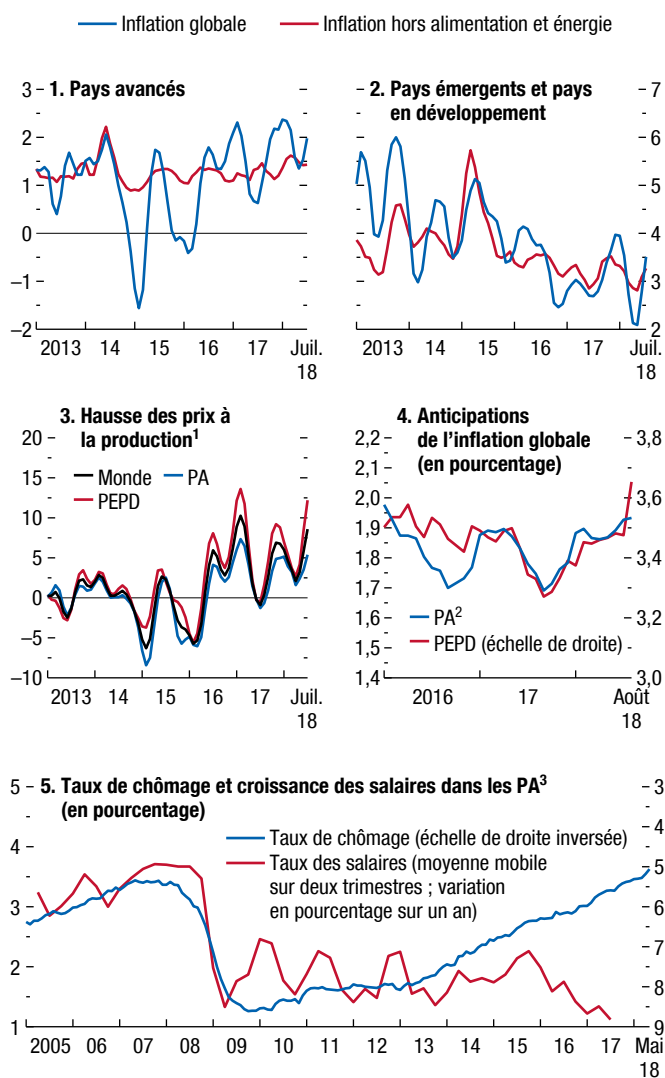 Inflation globale
Inflation hors alimentation et énergie
1. Pays avancés
3
2
1
0
–1
–2
2013 14 15 16 17 Juil.
18
2. Pays émergents et pays
en développement
7
6
5
4
3
2
2013 14 15 16 17 Juil.
18
3. Hausse des prix à
la production1
20
15
10
5
0
–5
–10
Monde PA
PEPD
2013 14 15 16 17 Juil.
18
4. Anticipations
de l’inflation globale
(en pourcentage)
2,2
2,1
2,0
1,9
1,8
1,7
1,6
1,5
1,4
3,8
3,6
3,4
3,2
3,0
PA2
PEPD (échelle de droite)
2016 17 Août
18
5. Taux de chômage et croissance des salaires dans les PA3
(en pourcentage)
5
4
3
2
1
3
4
5
6
7
8
9
Taux de chômage (échelle de droite inversée)
Taux des salaires (moyenne mobile
sur deux trimestres ; variation
en pourcentage sur un an)
2005 06 07 08 09 10 11 12 13 14 15 16 17 Mai
18